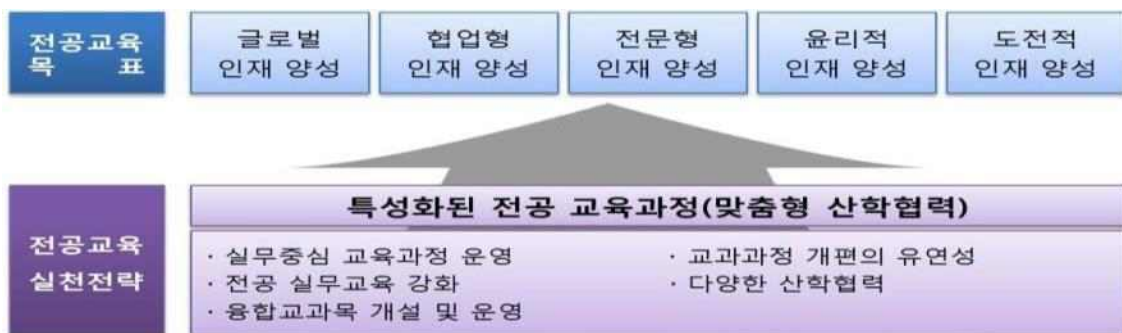 전공교육
목 표
글로벌
인재 양성
협업형
인재 양성
전문형
인재 양성
윤리적
인재 양성
도전적
인재 양성
전공교육
실천전략
특성화된 전공 교육과정(맞춤형 산학협력)
· 실무중심 교육과정 운영
· 전공 실무교육 강화
· 융합교과목 개설 및 운영
· 교과과정 개편의 유연성
· 다양한 산학협력